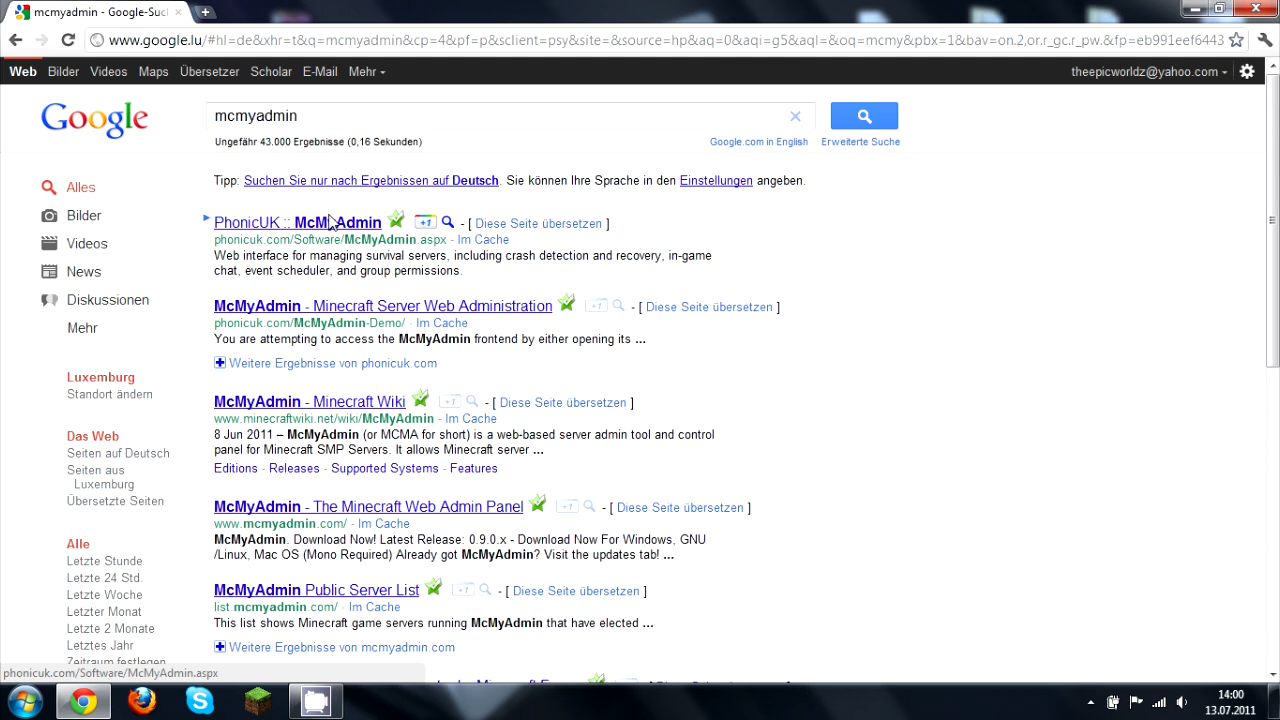 mcmyadmin - Google-Suc
www.google.lu/#hl=de&xhr=t&q=mcmyadmin&cp=4&pf=p&sclient=psy&site=&source=hp&aq=0&aqi=g5&aql=&oq=mcmy&pbx=1&bav=on.2,or.r_gc.r_pw.&fp=eb991eef6443
Web Bilder Videos Maps Übersetzer Scholar E-Mail Mehr theepicworldz@yahoo.com
Google mcmyadmin
Ungefähr 43.000 Ergebnisse (0,16 Sekunden) Google.com in English Erweiterte Suche
Tipp: Suchen Sie nur nach Ergebnissen auf Deutsch. Sie können Ihre Sprache in den Einstellungen angeben.
Alles
Bilder
Videos
News
Diskussionen
Mehr
Luxemburg
Standort ändern
Das Web
Seiten auf Deutsch
Seiten aus
Luxemburg
Übersetzte Seiten
Alle
Letzte Stunde
Letzte 24 Std.
Letzte Woche
Letzter Monat
Letzte 2 Monate
Letztes Jahr
Zeitraum festlegen
PhonicUK :: McMyAdmin +1 - [ Diese Seite übersetzen ]
phonicuk.com/Software/McMyAdmin.aspx - Im Cache
Web interface for managing survival servers, including crash detection and recovery, in-game
chat, event scheduler, and group permissions.
McMyAdmin - Minecraft Server Web Administration +1 - [ Diese Seite übersetzen ]
phonicuk.com/McMyAdmin-Demo/ - Im Cache
You are attempting to access the McMyAdmin frontend by either opening its ...
Weitere Ergebnisse von phonicuk.com
McMyAdmin - Minecraft Wiki +1 - [ Diese Seite übersetzen ]
www.minecraftwiki.net/wiki/McMyAdmin - Im Cache
8 Jun 2011 – McMyAdmin (or MCMA for short) is a web-based server admin tool and control
panel for Minecraft SMP Servers. It allows Minecraft server ...
Editions - Releases - Supported Systems - Features
McMyAdmin - The Minecraft Web Admin Panel +1 - [ Diese Seite übersetzen ]
www.mcmyadmin.com/ - Im Cache
McMyAdmin. Download Now! Latest Release: 0.9.0.x - Download Now For Windows, GNU
/Linux, Mac OS (Mono Required) Already got McMyAdmin? Visit the updates tab! ...
McMyAdmin Public Server List +1 - [ Diese Seite übersetzen ]
list.mcmyadmin.com/ - Im Cache
This list shows Minecraft game servers running McMyAdmin that have elected ...
Weitere Ergebnisse von mcmyadmin.com
phonicuk.com/Software/McMyAdmin.aspx
14:00
13.07.2011